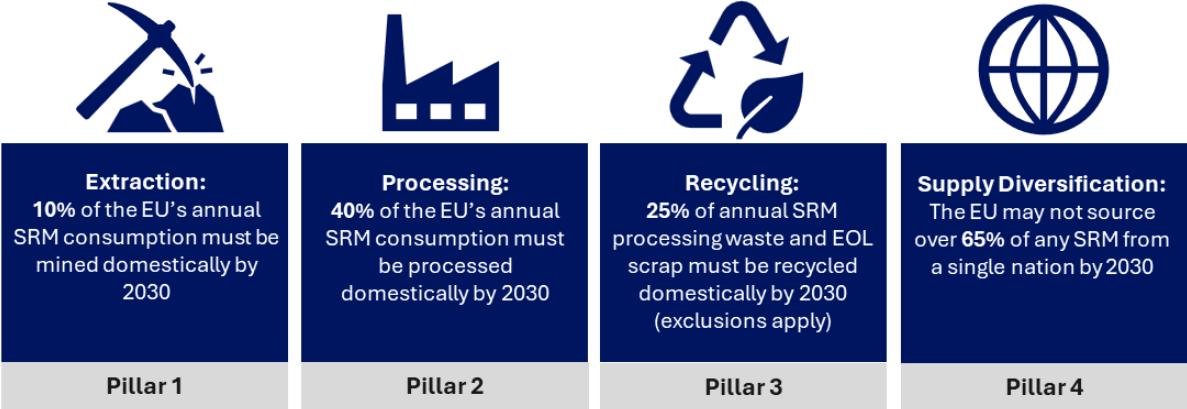 Extraction:
10% of the EU’s annual
SRM consumption must be
mined domestically by
2030
Pillar 1
Processing:
40% of the EU’s annual
SRM consumption must
be processed
domestically by 2030
Pillar 2
Recycling:
25% of annual SRM
processing waste and EOL
scrap must be recycled
domestically by 2030
(exclusions apply)
Pillar 3
Supply Diversification:
The EU may not source
over 65% of any SRM from
a single nation by 2030
Pillar 4